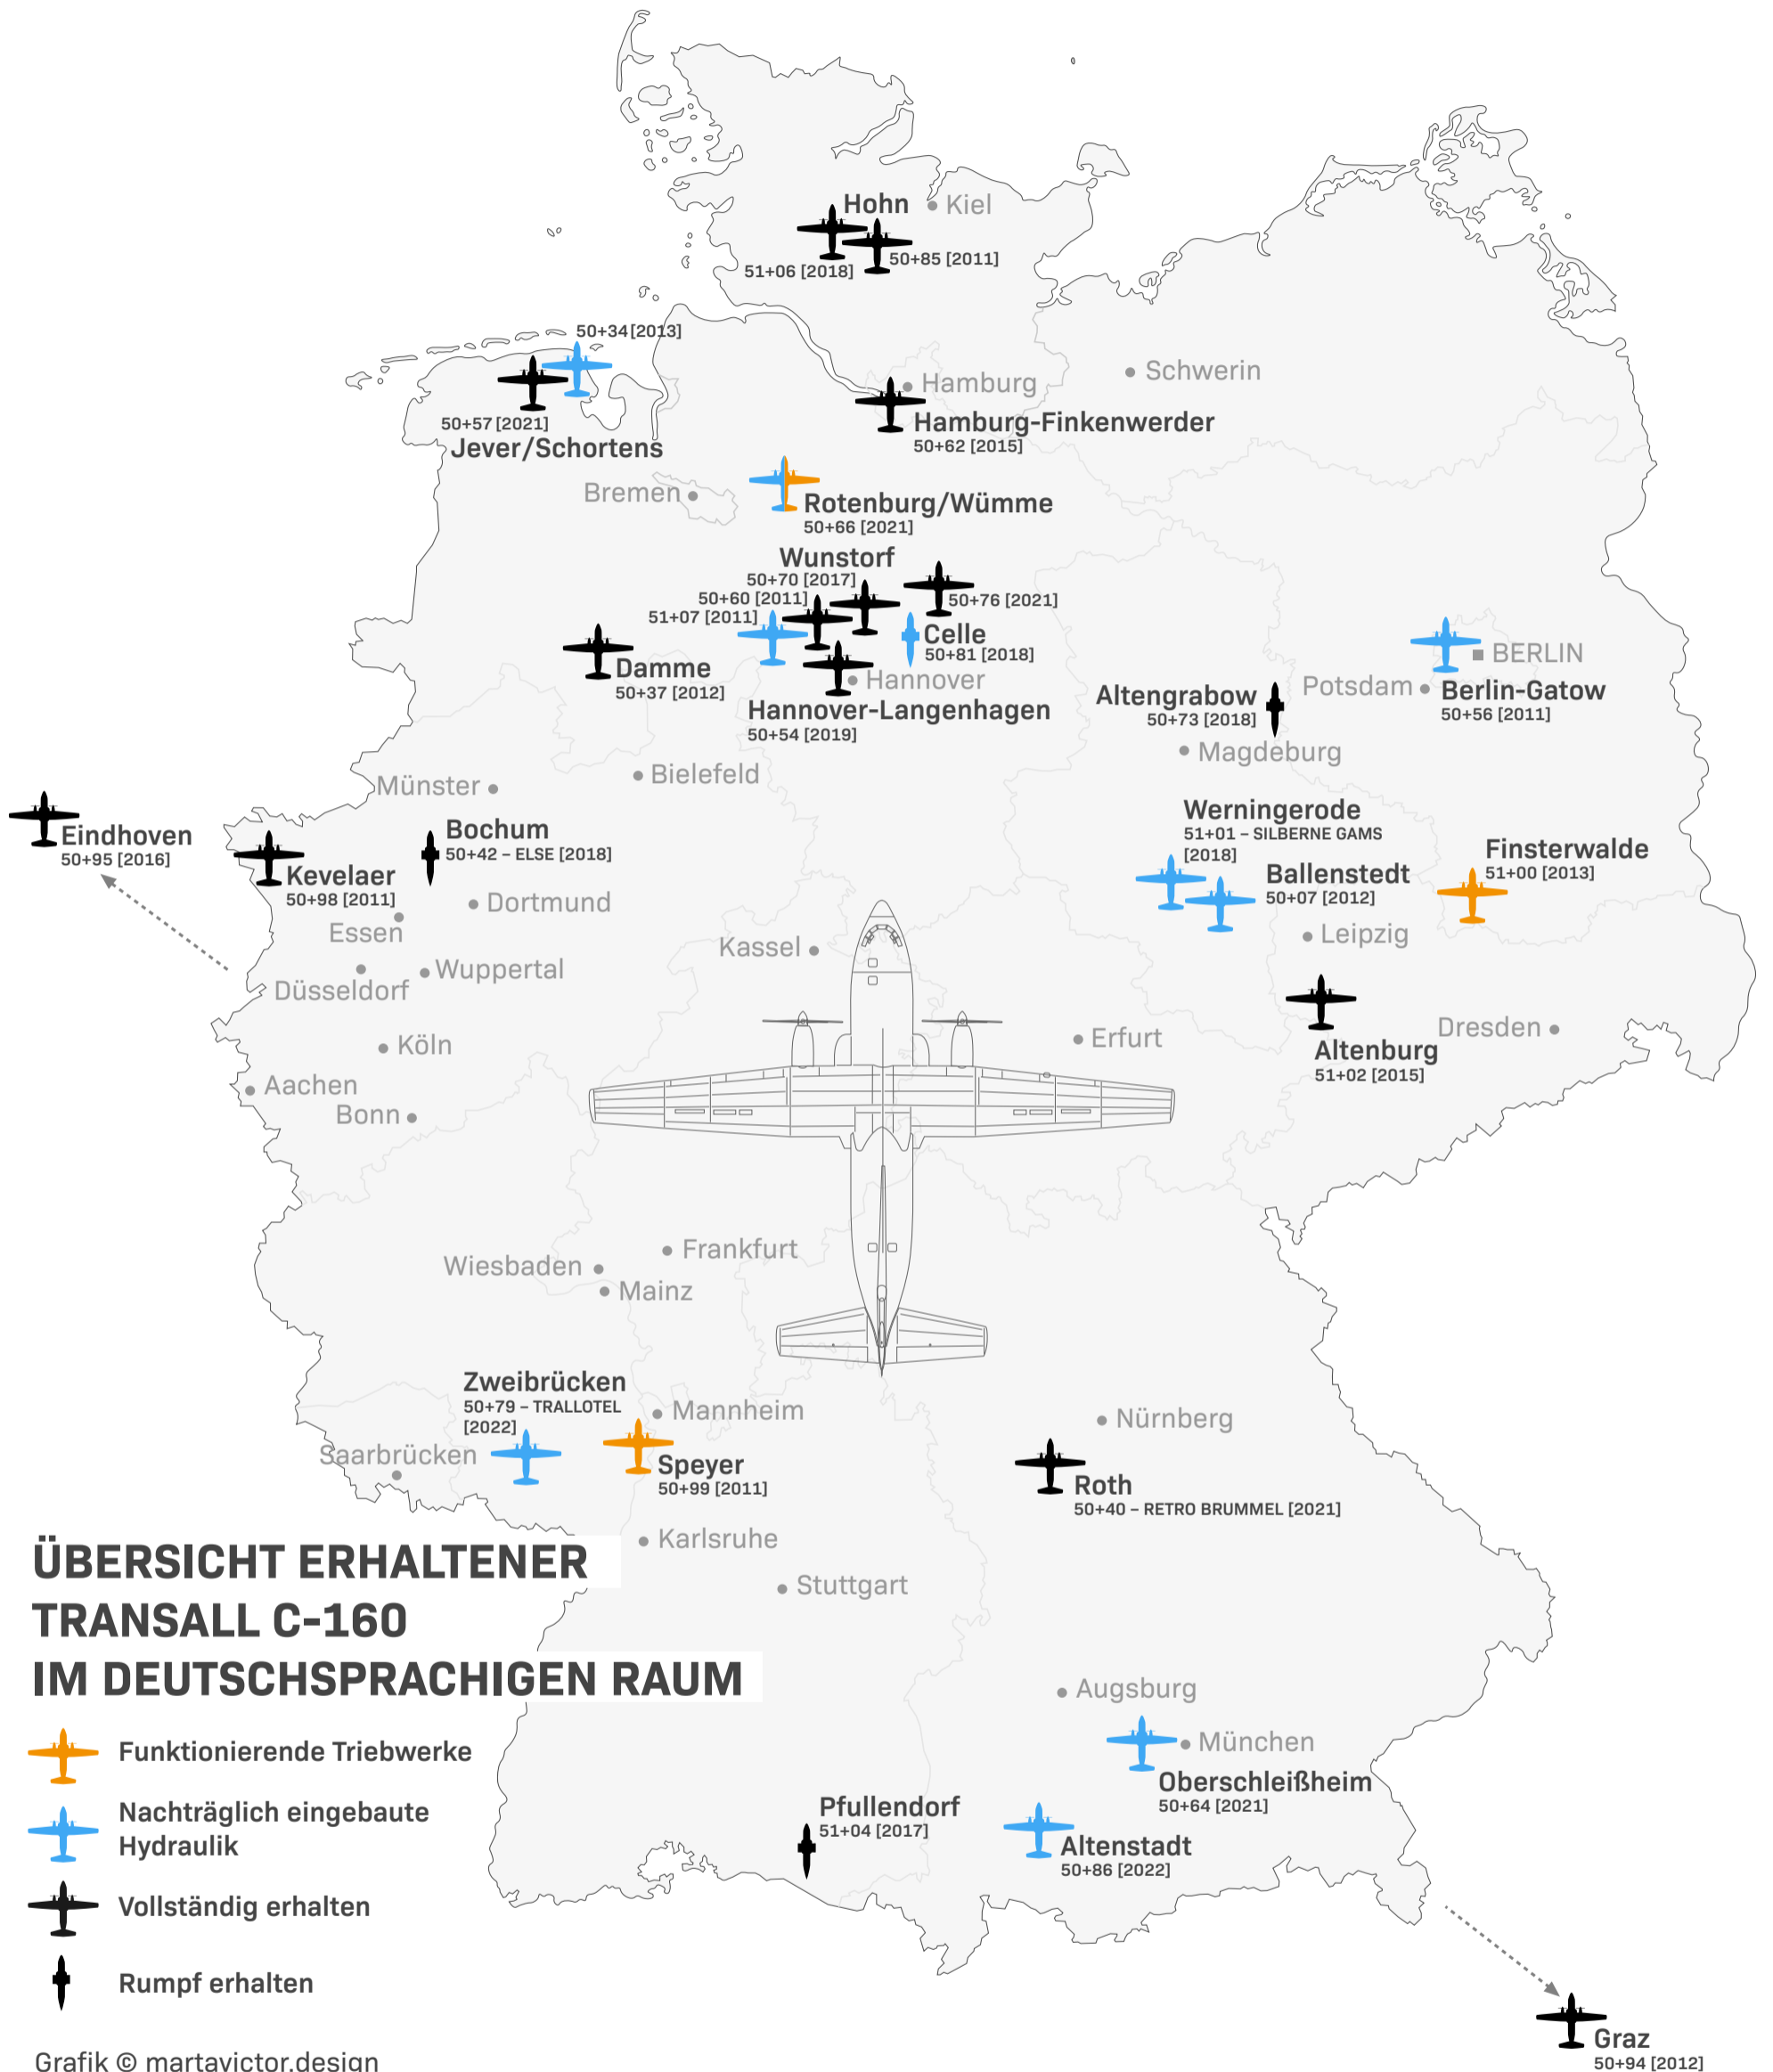 Hohn
Kiel
51+06 [2018]
50+85 [2011]
50+34 [2013]
50+57 [2021]
Jever/Schortens
Hamburg
Schwerin
Hamburg-Finkenwerder
50+62 [2015]
Bremen
Rotenburg/Wümme
50+66 [2021]
Wunstorf
50+70 [2017]
50+60 [2011]
51+07 [2011]
50+76 [2021]
Celle
50+81 [2018]
Damme
50+37 [2012]
Hannover
Hannover-Langenhagen
50+54 [2019]
BERLIN
Potsdam
Berlin-Gatow
50+56 [2011]
Altengrabow
50+73 [2018]
Magdeburg
Bielefeld
Münster
Eindhoven
50+95 [2016]
Kevelaer
50+98 [2011]
Bochum
50+42 – ELSE [2018]
Dortmund
Essen
Wuppertal
Düsseldorf
Köln
Aachen
Bonn
Kassel
Werningerode
51+01 – SILBERNE GAMS
[2018]
Ballenstedt
50+07 [2012]
Finsterwalde
51+00 [2013]
Leipzig
Erfurt
Altenburg
51+02 [2015]
Dresden
Frankfurt
Wiesbaden
Mainz
Zweibrücken
50+79 – TRALLOTEL
[2022]
Mannheim
Saarbrücken
Speyer
50+99 [2011]
Nürnberg
Roth
50+40 – RETRO BRUMMEL [2021]
Karlsruhe
Stuttgart
Augsburg
München
Oberschleißheim
50+64 [2021]
Pfullendorf
51+04 [2017]
Altenstadt
50+86 [2022]
Graz
50+94 [2012]
ÜBERSICHT ERHALTENER
TRANSALL C-160
IM DEUTSCHSPRACHIGEN RAUM
Funktionierende Triebwerke
Nachträglich eingebaute
Hydraulik
Vollständig erhalten
Rumpf erhalten
Grafik © martavictor.design